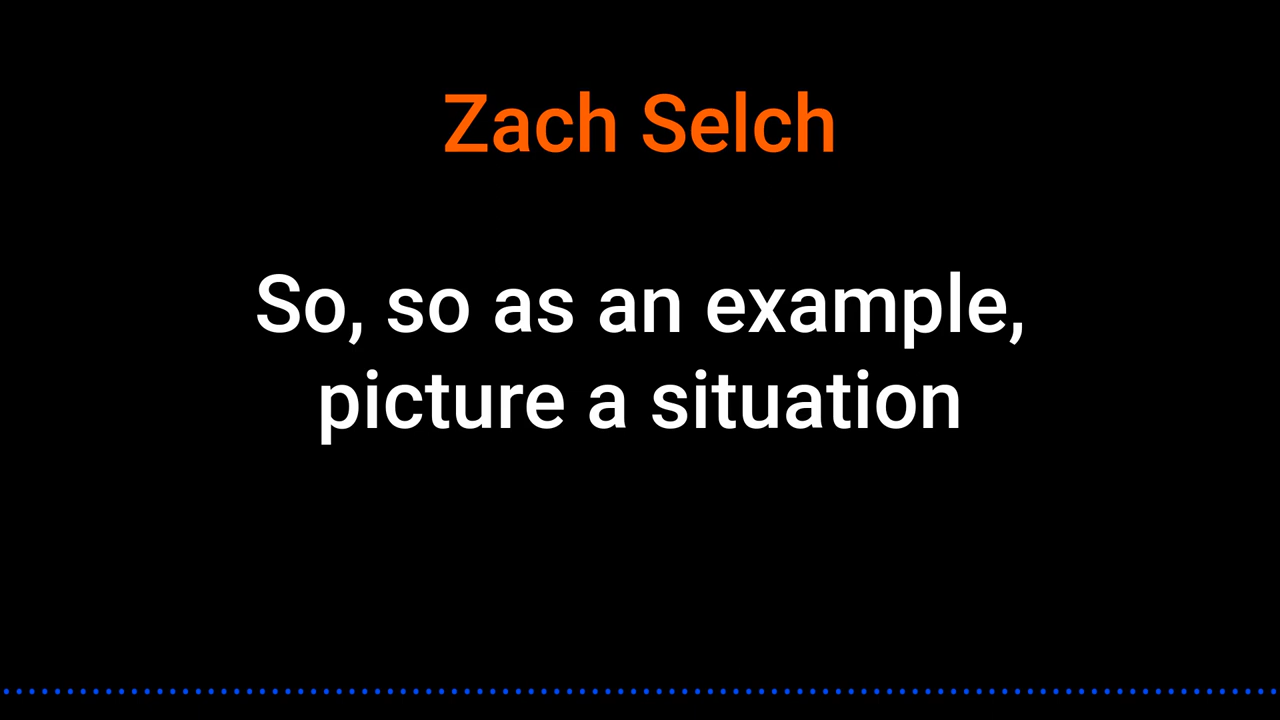 Zach Selch
So, so as an example,
picture a situation